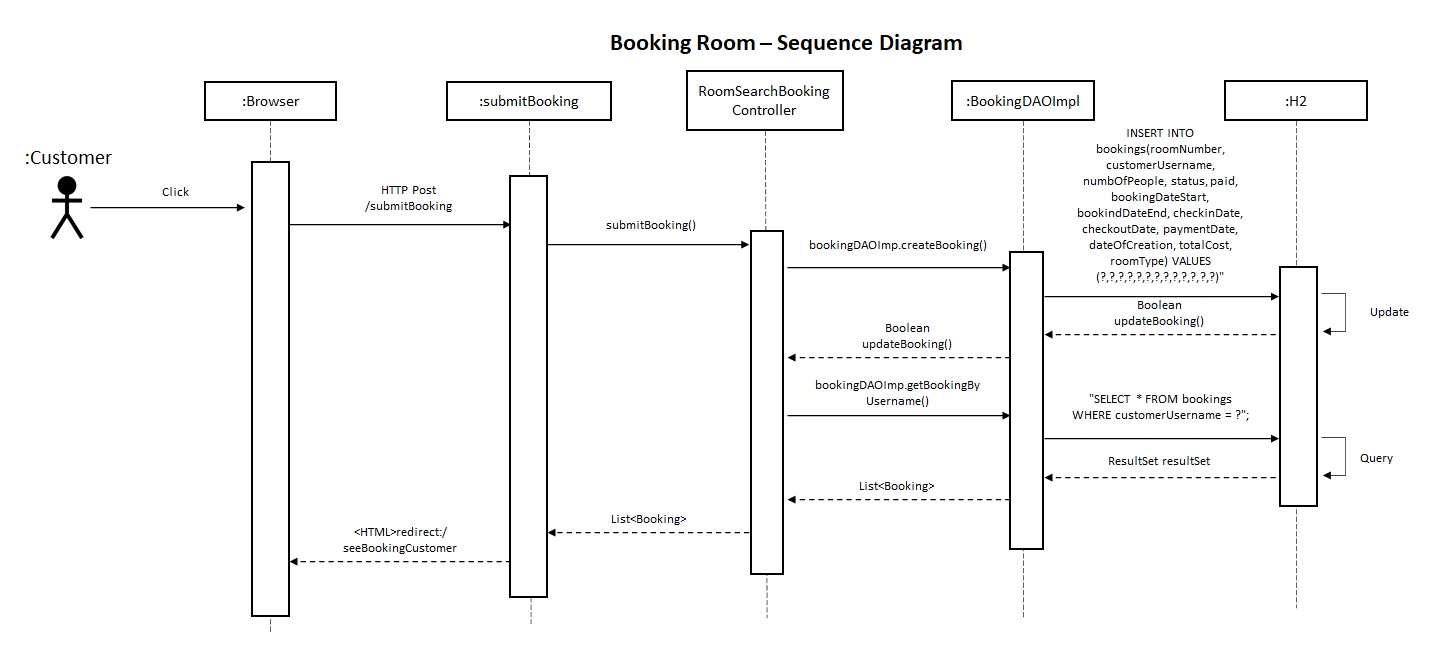 Booking Room – Sequence Diagram
:Browser
:submitBooking
RoomSearchBooking
Controller
:BookingDAOImpl
:H2
:Customer
Click
HTTP Post
/submitBooking
submitBooking()
bookingDAOImp.createBooking()
INSERT INTO
bookings(roomNumber,
customerUsername,
numbOfPeople, status, paid,
bookingDateStart,
bookindDateEnd, checkinDate,
checkoutDate, paymentDate,
dateOfCreation, totalCost,
roomType) VALUES
(?,?,?,?,?,?,?,?,?,?,?,?,?)"
Update
Boolean
updateBooking()
Boolean
updateBooking()
bookingDAOImp.getBookingBy
Username()
"SELECT * FROM bookings
WHERE customerUsername = ?";
Query
ResultSet resultSet
List<Booking>
List<Booking>
<HTML>redirect:/
seeBookingCustomer